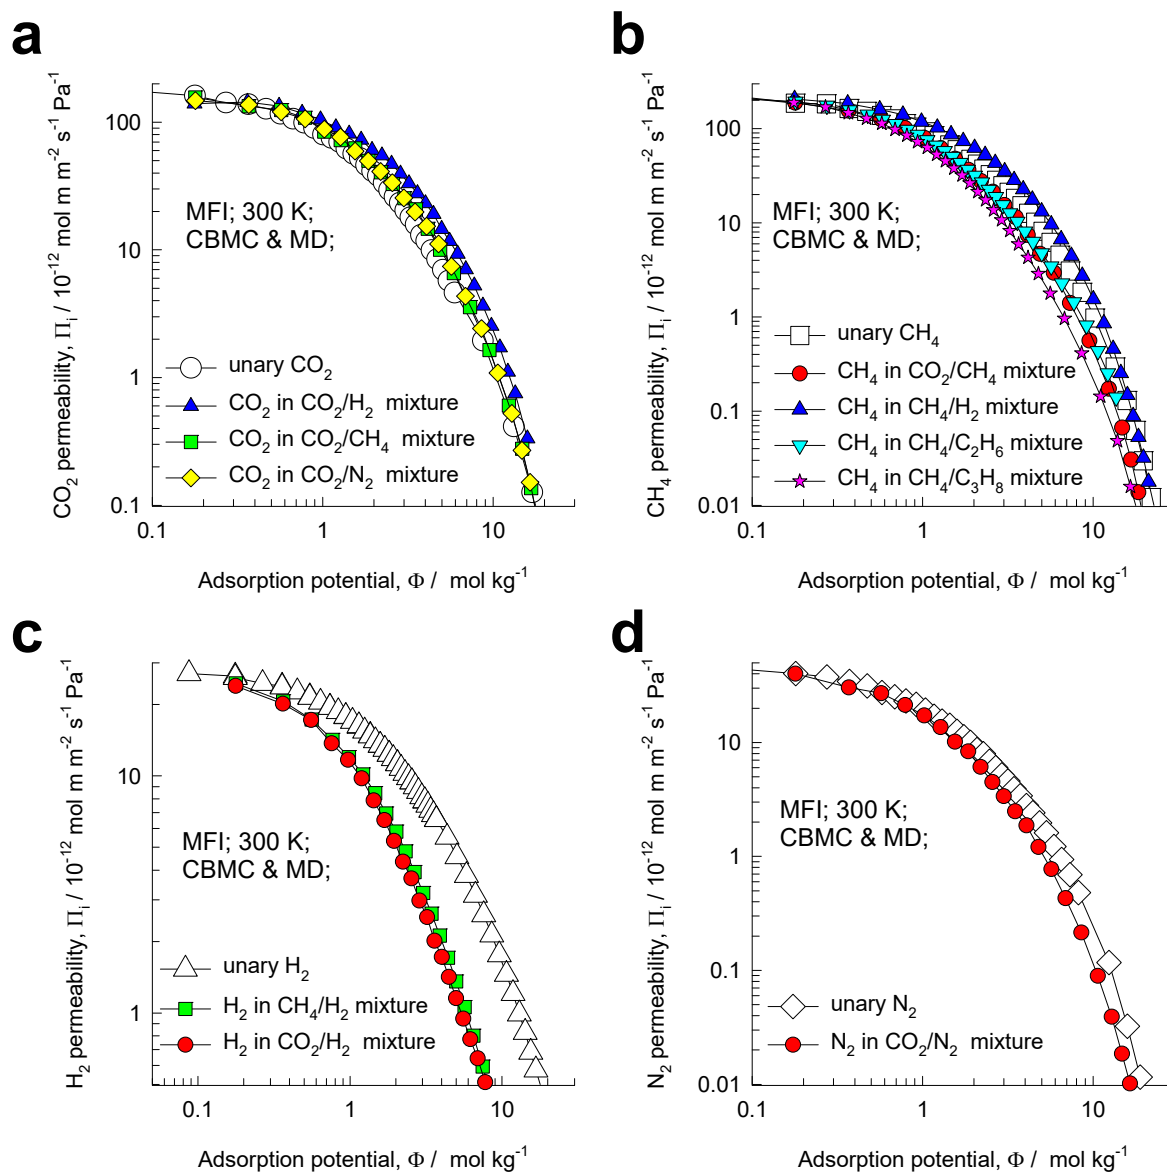 a
CO2 permeability, Πi / 10-12 mol m m-2 s-1 Pa-1
100
10
1
0.1
MFI; 300 K;
CBMC & MD;
unary CO2
CO2 in CO2/H2 mixture
CO2 in CO2/CH4 mixture
CO2 in CO2/N2 mixture
0.1 1 10
Adsorption potential, Φ / mol kg-1
b
CH4 permeability, Πi / 10-12 mol m m-2 s-1 Pa-1
100
10
1
0.1
0.01
MFI; 300 K;
CBMC & MD;
unary CH4
CH4 in CO2/CH4 mixture
CH4 in CH4/H2 mixture
CH4 in CH4/C2H6 mixture
CH4 in CH4/C3H8 mixture
0.1 1 10
Adsorption potential, Φ / mol kg-1
c
H2 permeability, Πi / 10-12 mol m m-2 s-1 Pa-1
10
1
MFI; 300 K;
CBMC & MD;
unary H2
H2 in CH4/H2 mixture
H2 in CO2/H2 mixture
0.1 1 10
Adsorption potential, Φ / mol kg-1
d
N2 permeability, Πi / 10-12 mol m m-2 s-1 Pa-1
10
1
0.1
0.01
MFI; 300 K;
CBMC & MD;
unary N2
N2 in CO2/N2 mixture
0.1 1 10
Adsorption potential, Φ / mol kg-1